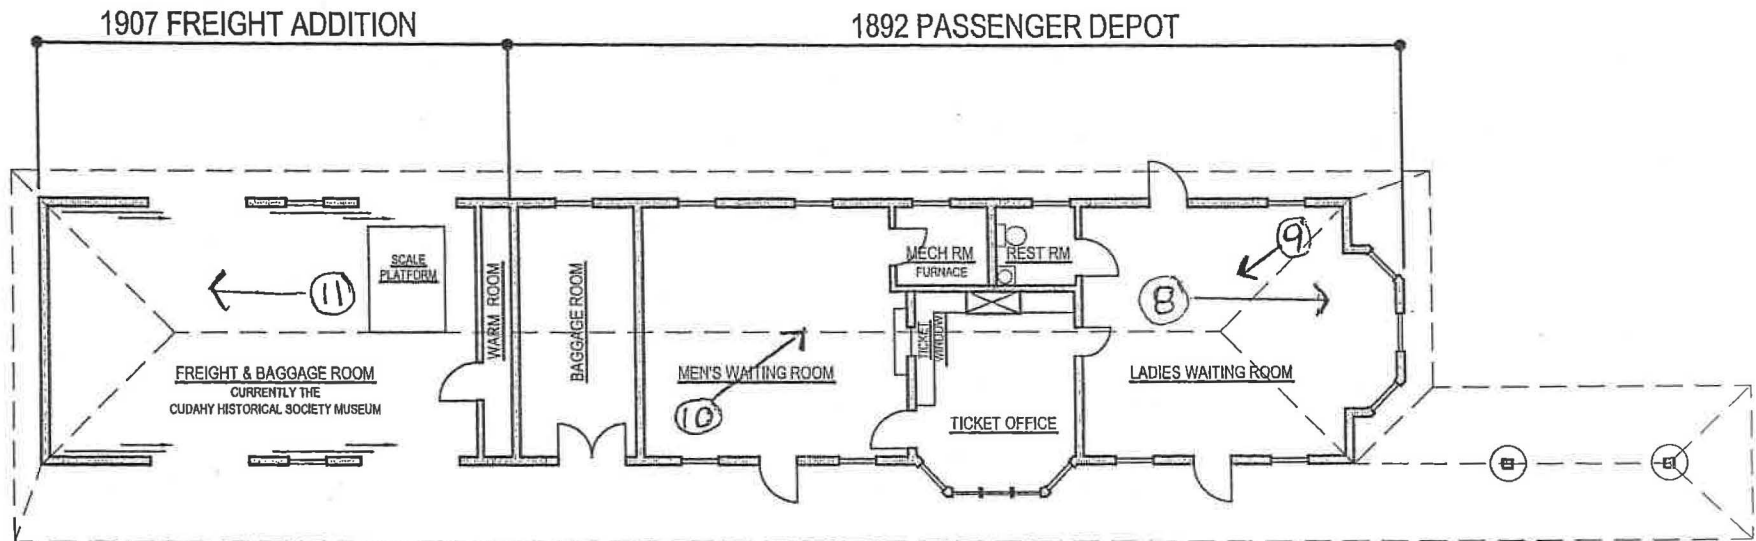 1907 FREIGHT ADDITION
1892 PASSENGER DEPOT
SCALE
PLATFORM
11
FREIGHT & BAGGAGE ROOM
CURRENTLY THE
CUDAHY HISTORICAL SOCIETY MUSEUM
WARM ROOM
BAGGAGE ROOM
MEN'S WAITING ROOM
10
MECH RM
FURNACE
REST RM
TICKET
WINDOW
TICKET OFFICE
9
8
LADIES WAITING ROOM